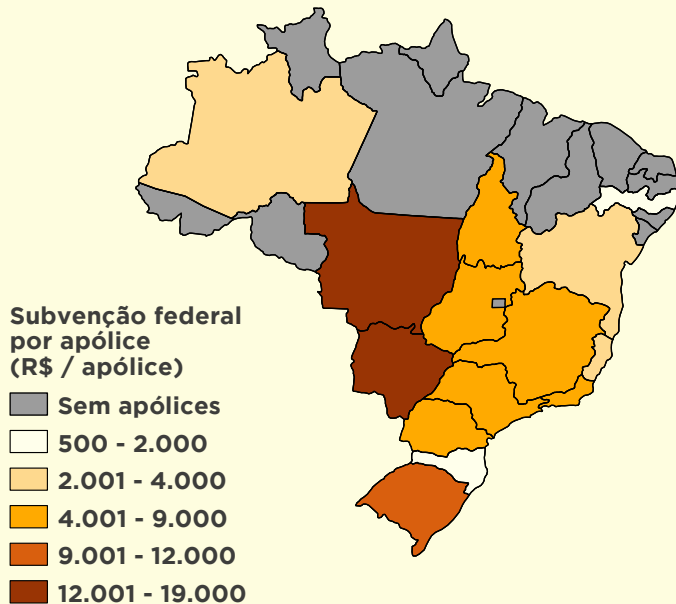 Subvenção federal
por apólice
(R$ / apólice)
Sem apólices
500 - 2.000
2.001 - 4.000
4.001 - 9.000
9.001 - 12.000
12.001 - 19.000